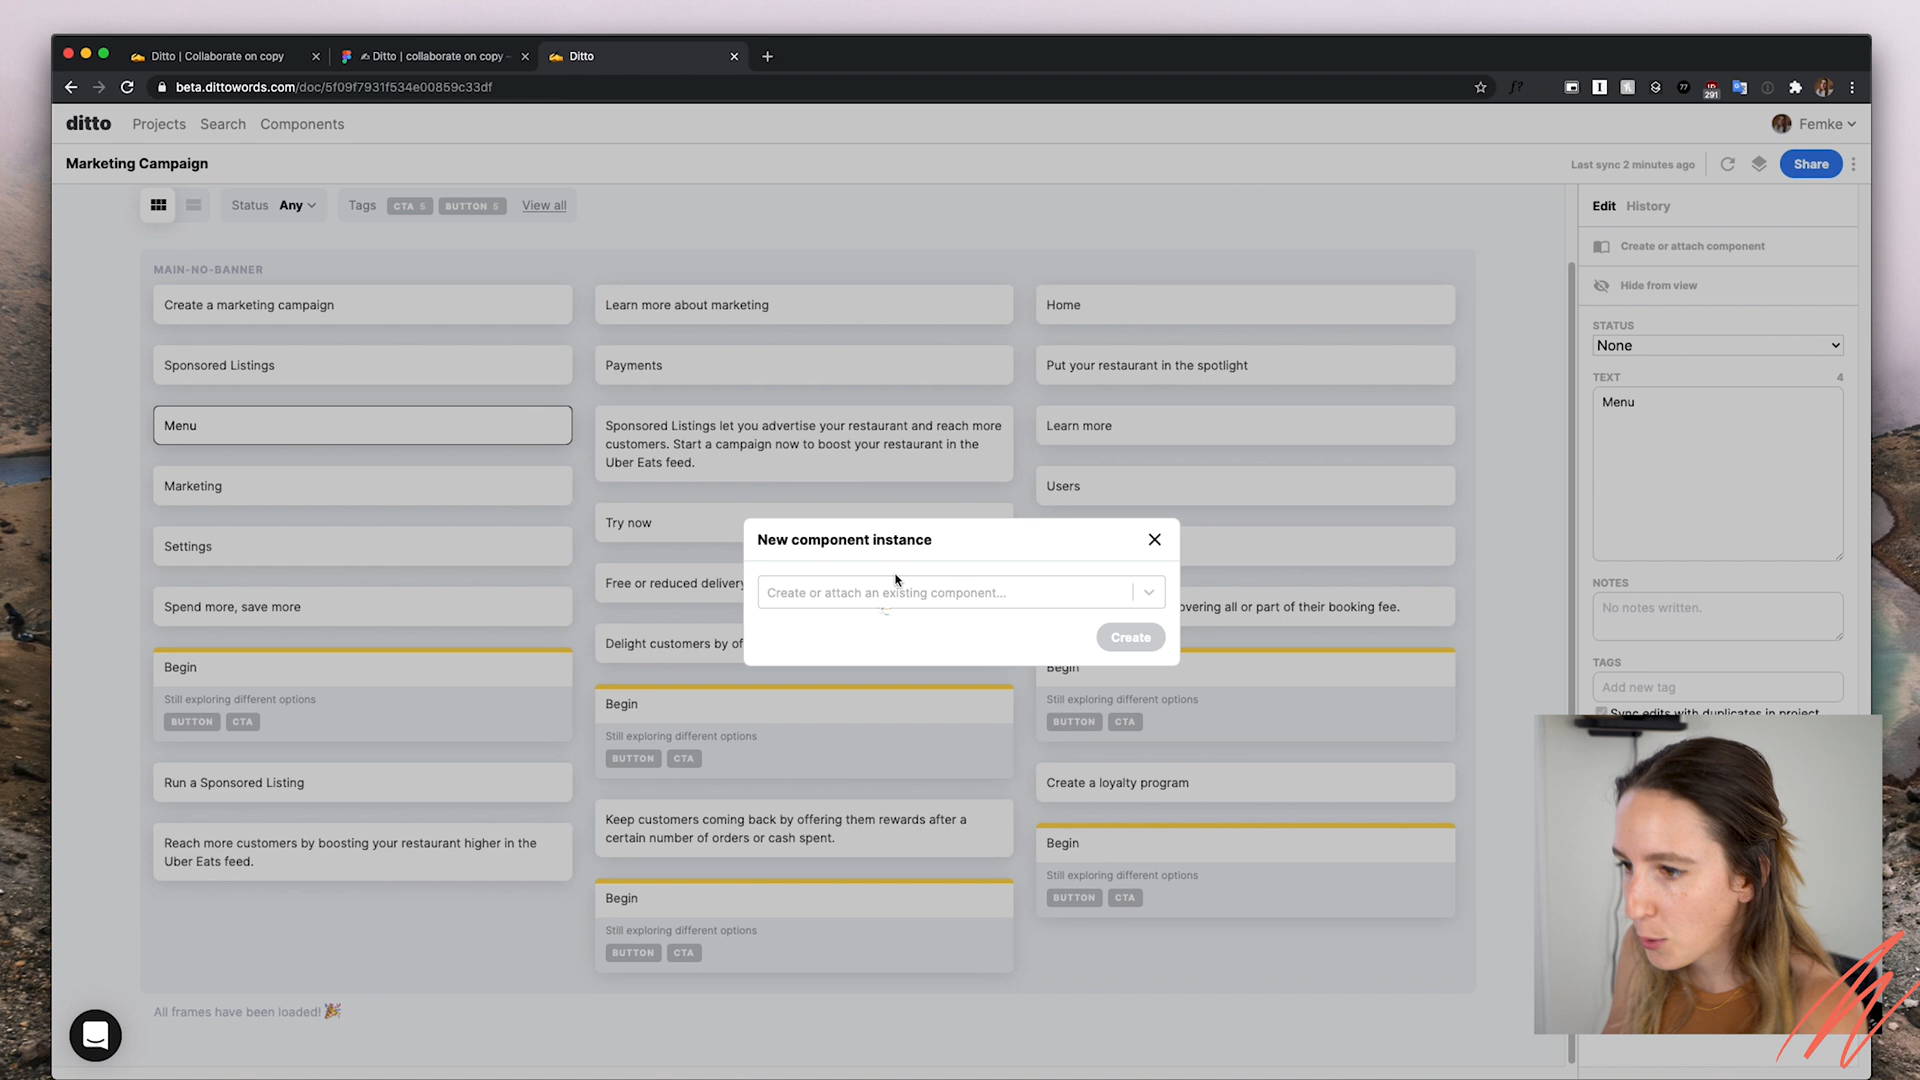 Ditto | Collaborate on copy
Ditto | collaborate on copy -
Ditto
beta.dittowords.com/doc/5f09f7931f534e00859c33df
291
ditto
Projects
Search
Components
Femke
Marketing Campaign
Last sync 2 minutes ago
Share
Status Any
Tags CTA 5 BUTTON 5 View all
MAIN-NO-BANNER
Create a marketing campaign
Sponsored Listings
Menu
Marketing
Settings
Spend more, save more
Begin
Still exploring different options
BUTTON CTA
Run a Sponsored Listing
Reach more customers by boosting your restaurant higher in the
Uber Eats feed.
Learn more about marketing
Payments
Sponsored Listings let you advertise your restaurant and reach more
customers. Start a campaign now to boost your restaurant in the
Uber Eats feed.
Try now
Free or reduced delivery
Delight customers by of
Begin
Still exploring different options
BUTTON CTA
Keep customers coming back by offering them rewards after a
certain number of orders or cash spent.
Begin
Still exploring different options
BUTTON CTA
Home
Put your restaurant in the spotlight
Learn more
Users
overing all or part of their booking fee.
Begin
Still exploring different options
BUTTON CTA
Create a loyalty program
Begin
Still exploring different options
BUTTON CTA
New component instance
Create or attach an existing component...
Create
Edit History
Create or attach component
Hide from view
STATUS
None
TEXT 4
Menu
NOTES
No notes written.
TAGS
Add new tag
Sync edits with duplicates in project
All frames have been loaded!